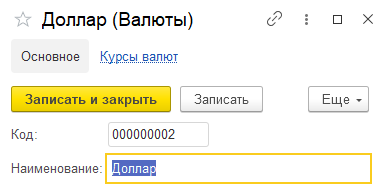 Доллар (Валюты)
Основное Курсы валют
Записать и закрыть Записать Еще
Код: 000000002
Наименование: Доллар